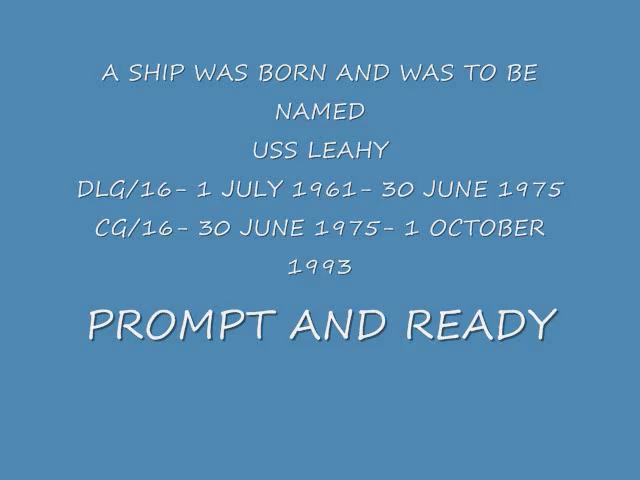 A SHIP WAS BORN AND WAS TO BE
NAMED
USS LEAHY
DLG/16- 1 JULY 1961- 30 JUNE 1975
CG/16- 30 JUNE 1975- 1 OCTOBER
1993
PROMPT AND READY